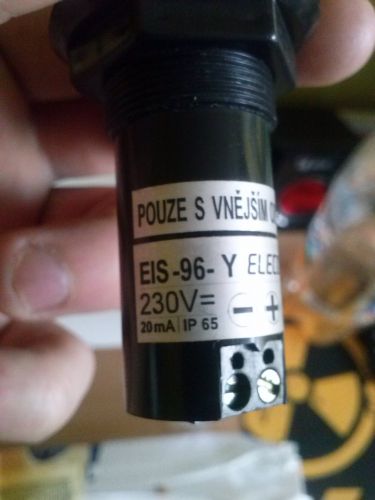 POUZE S VNĚJŠÍM
EIS-96-Y
230V=
20mA IP 65
- +